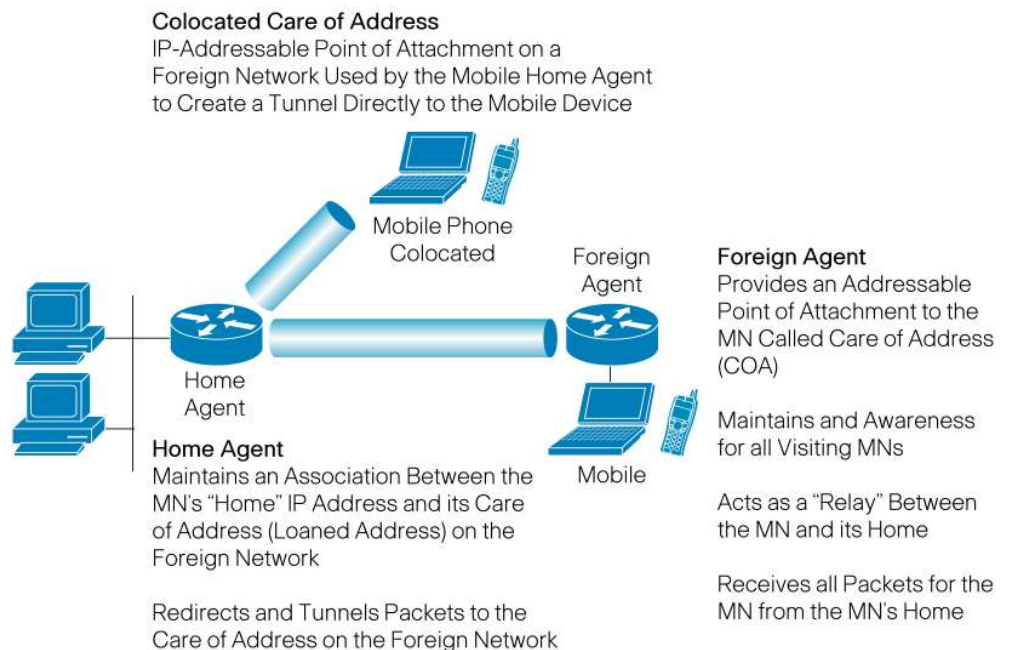 Colocated Care of Address
IP-Addressable Point of Attachment on a
Foreign Network Used by the Mobile Home Agent
to Create a Tunnel Directly to the Mobile Device
Mobile Phone
Colocated
Foreign
Agent
Home
Agent
Mobile
Home Agent
Maintains an Association Between the
MN's “Home” IP Address and its Care
of Address (Loaned Address) on the
Foreign Network
Redirects and Tunnels Packets to the
Care of Address on the Foreign Network
Foreign Agent
Provides an Addressable
Point of Attachment to the
MN Called Care of Address
(COA)
Maintains and Awareness
for all Visiting MNs
Acts as a “Relay” Between
the MN and its Home
Receives all Packets for the
MN from the MN's Home